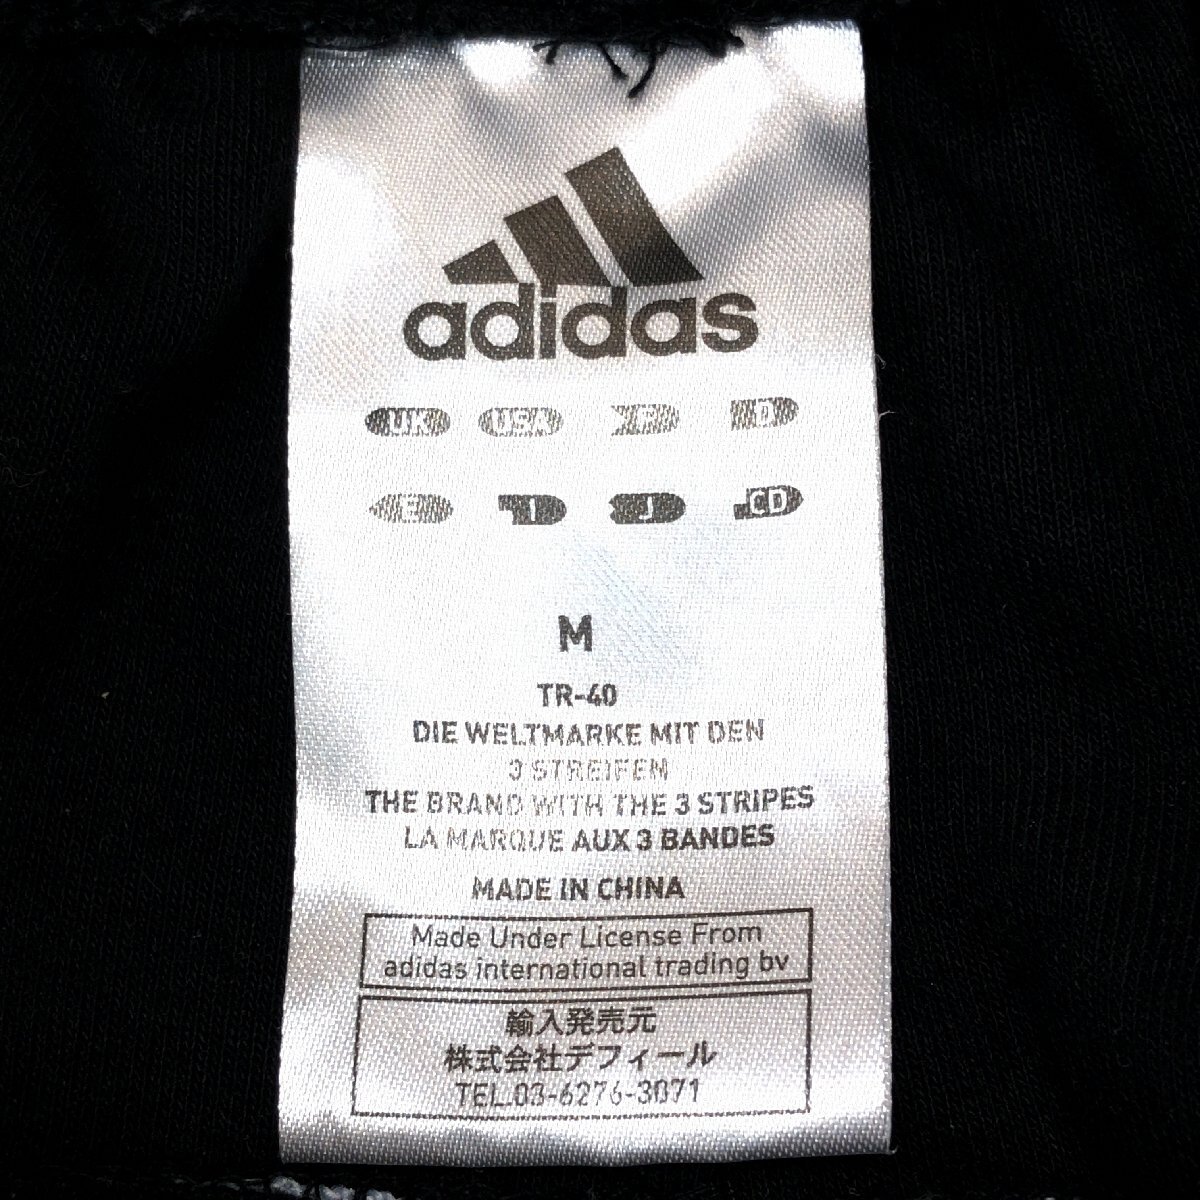 adidas
UK USA F D
E I J CD
M
TR-40
DIE WELTMARKE MIT DEN
3 STREIFEN
THE BRAND WITH THE 3 STRIPES
LA MARQUE AUX 3 BANDES
MADE IN CHINA
Made Under License From
adidas international trading bv
輸入発売元
株式会社デフィール
TEL.03-6276-3071